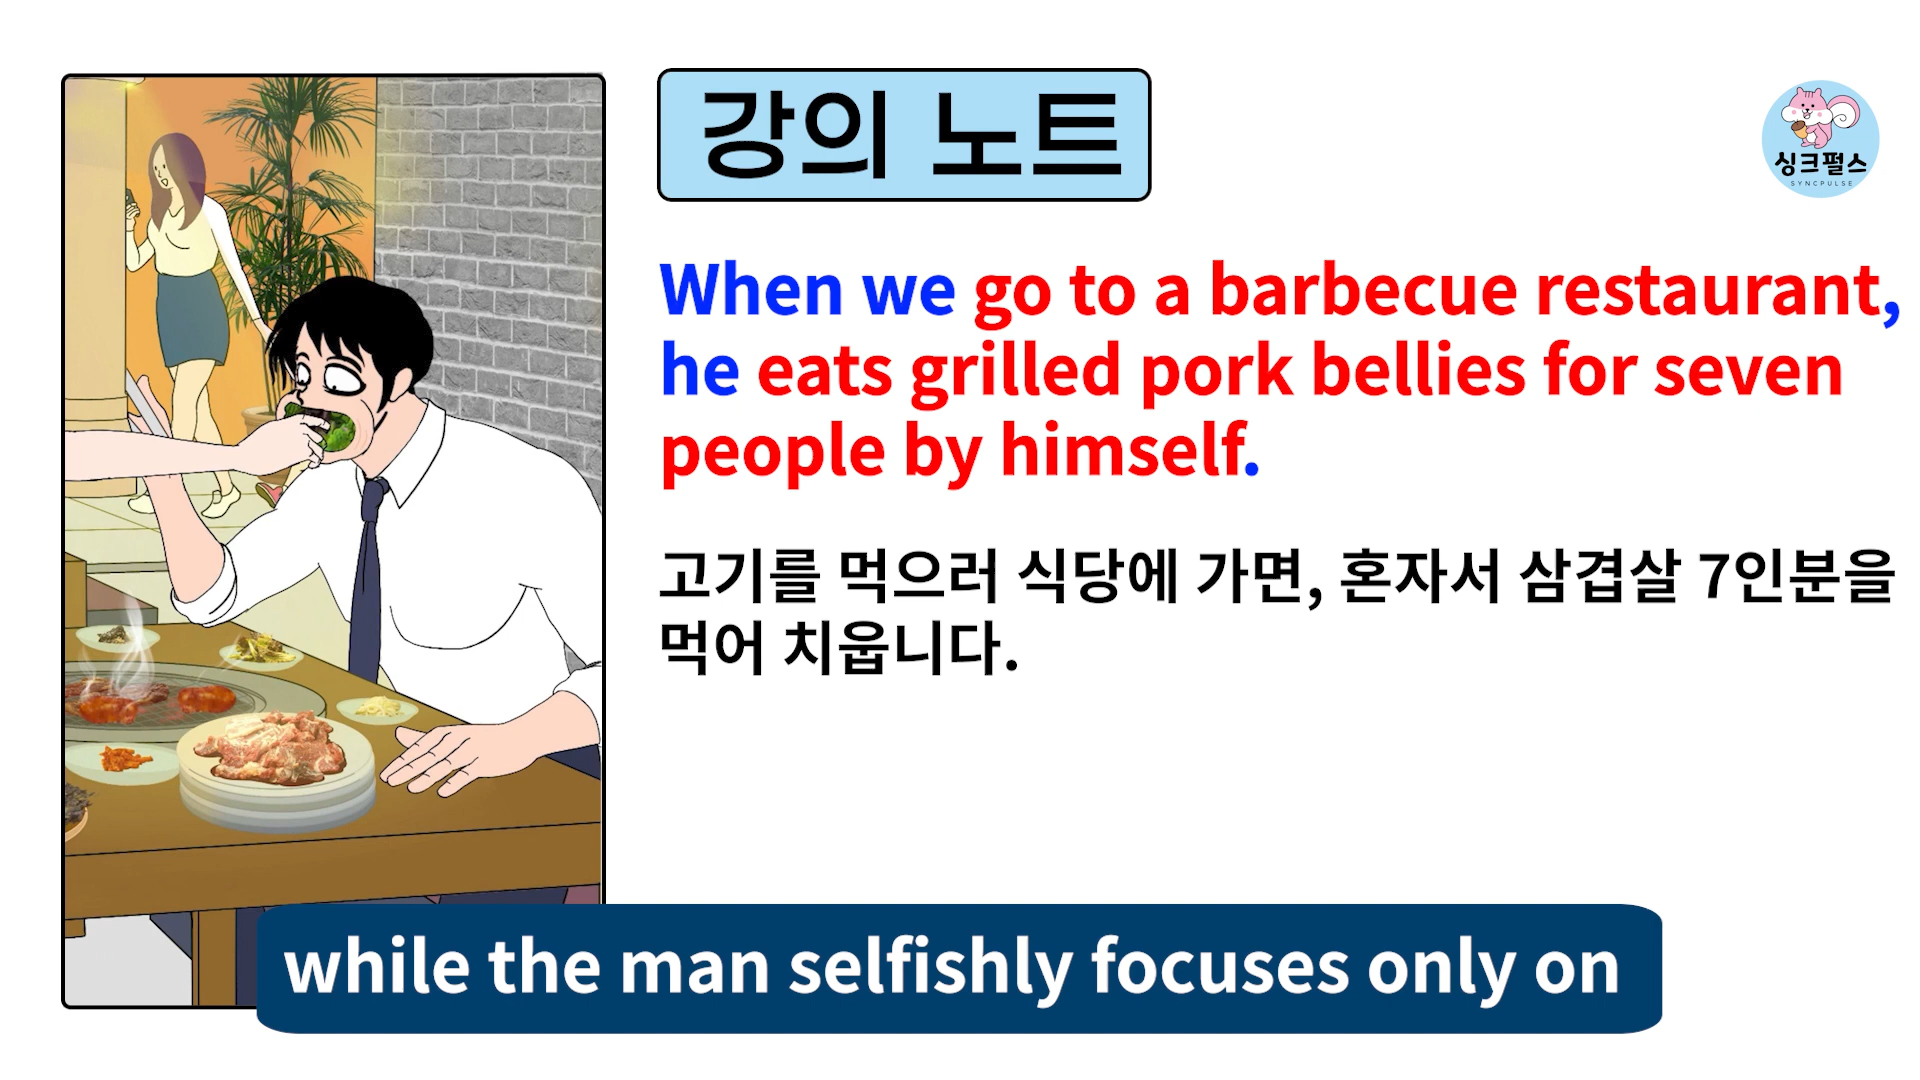 강의 노트
싱크펄스
SYNCPULSE
When we go to a barbecue restaurant,
he eats grilled pork bellies for seven
people by himself.
고기를 먹으러 식당에 가면, 혼자서 삼겹살 7인분을
먹어 치웁니다.
while the man selfishly focuses only on